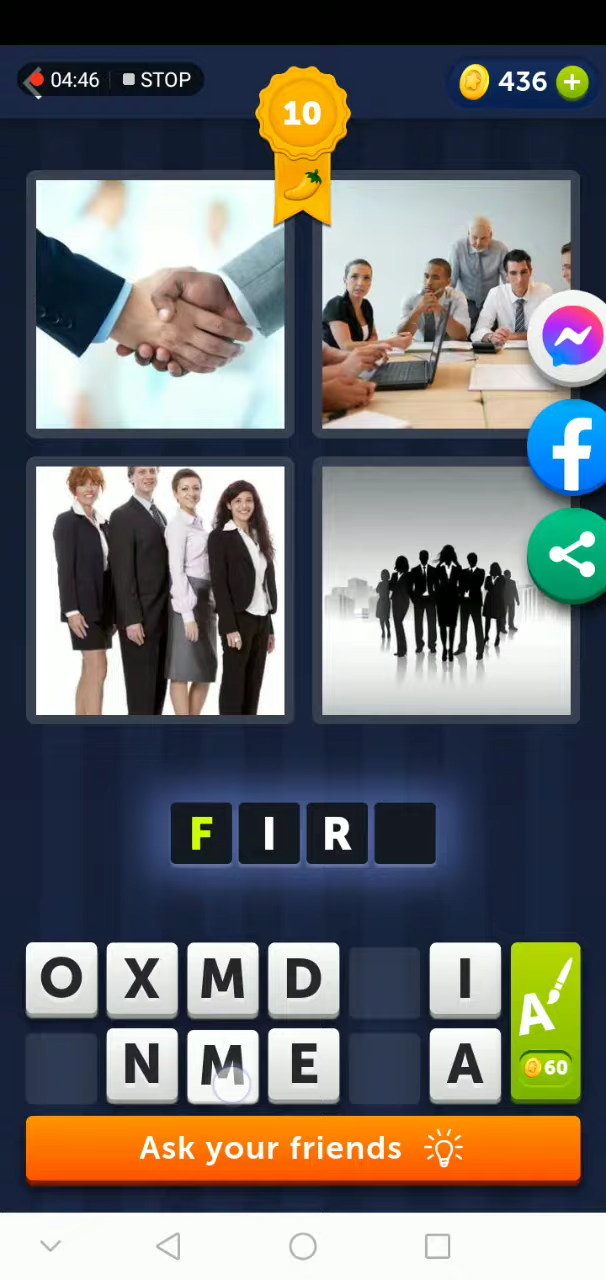 04:46 STOP
436 +
10
F I R
O X M D I
A
N M E A
60
Ask your friends